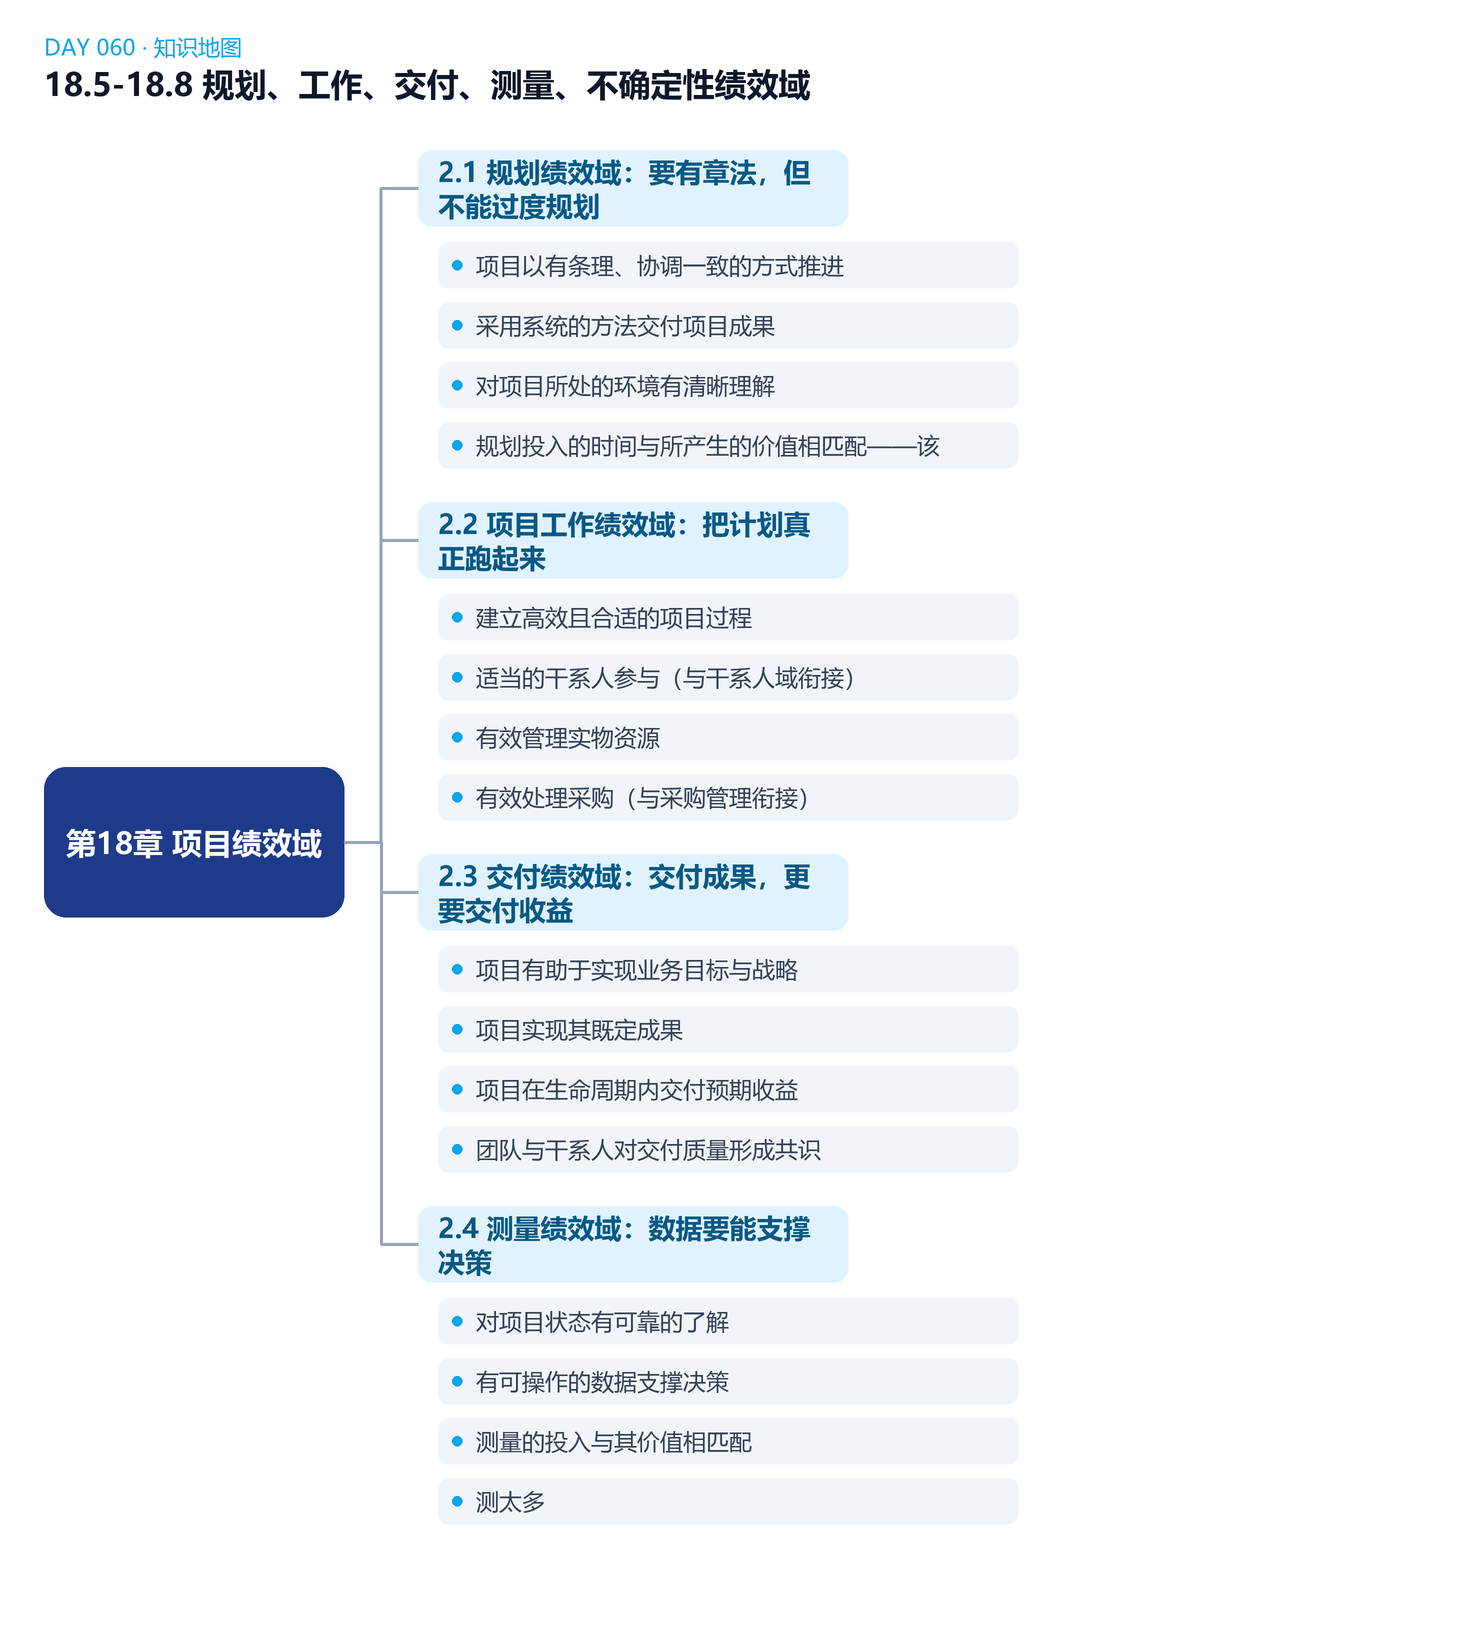 DAY 060 · 知识地图
18.5-18.8 规划、工作、交付、测量、不确定性绩效域
2.1 规划绩效域：要有章法，但
不能过度规划
项目以有条理、协调一致的方式推进
采用系统的方法交付项目成果
对项目所处的环境有清晰理解
规划投入的时间与所产生的价值相匹配——该
2.2 项目工作绩效域：把计划真
正跑起来
建立高效且合适的项目过程
适当的干系人参与（与干系人域衔接）
有效管理实物资源
有效处理采购（与采购管理衔接）
第18章 项目绩效域
2.3 交付绩效域：交付成果，更
要交付收益
项目有助于实现业务目标与战略
项目实现其既定成果
项目在生命周期内交付预期收益
团队与干系人对交付质量形成共识
2.4 测量绩效域：数据要能支撑
决策
对项目状态有可靠的了解
有可操作的数据支撑决策
测量的投入与其价值相匹配
测太多